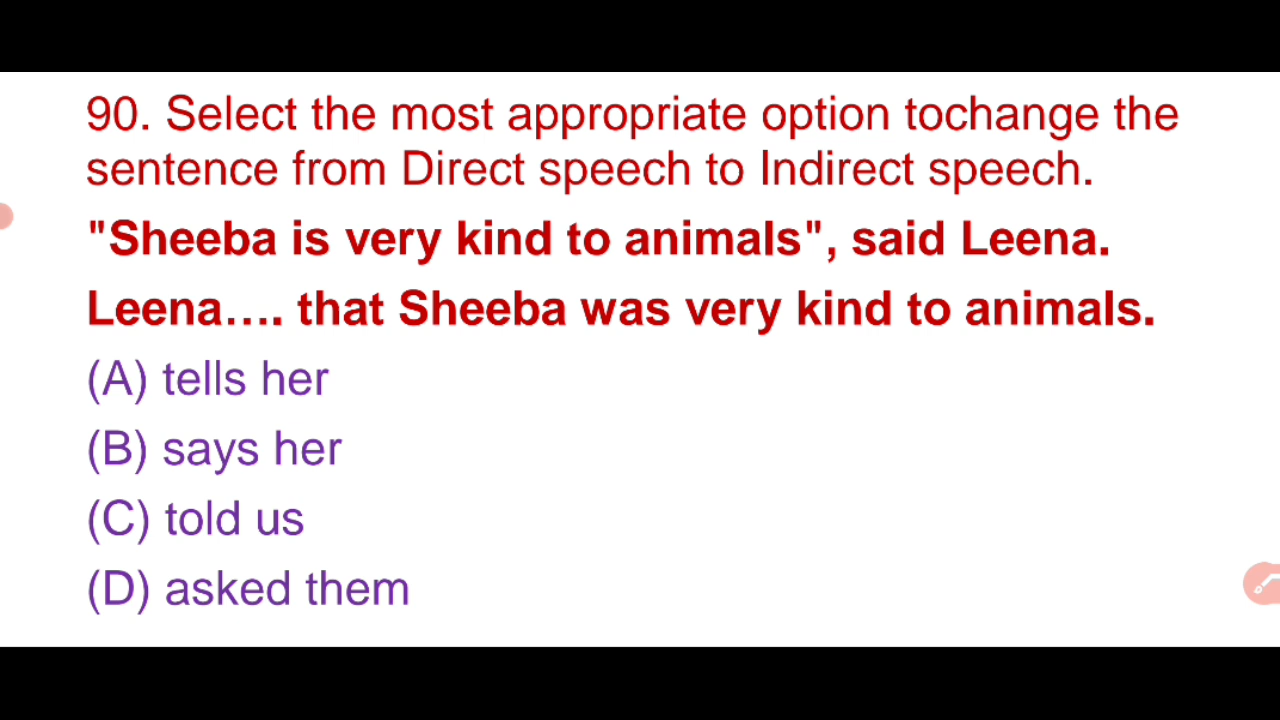 90. Select the most appropriate option tochange the
sentence from Direct speech to Indirect speech.
"Sheeba is very kind to animals", said Leena.
Leena…. that Sheeba was very kind to animals.
(A) tells her
(B) says her
(C) told us
(D) asked them